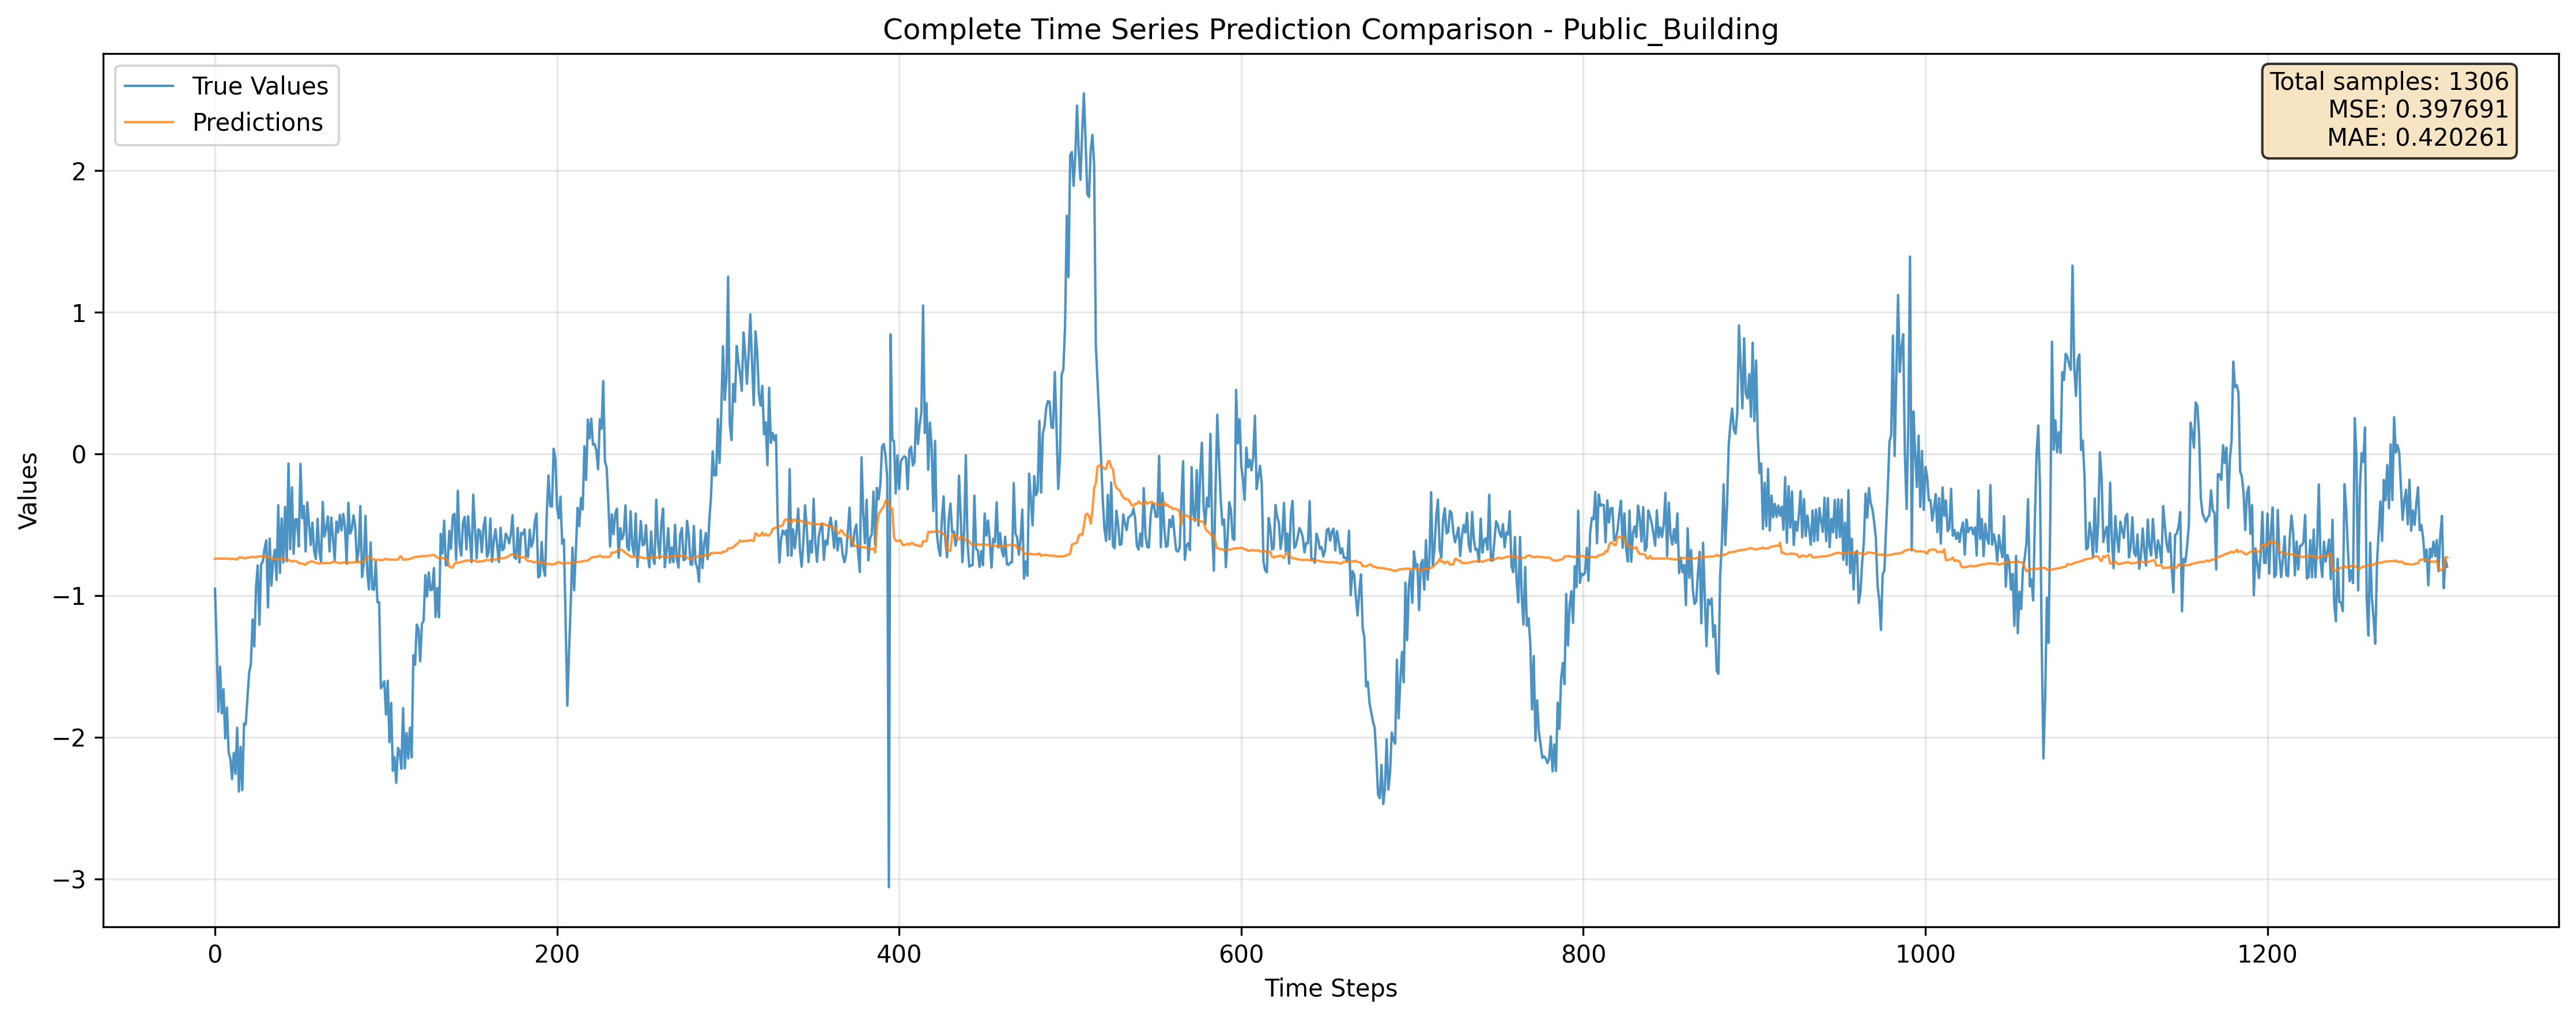 Complete Time Series Prediction Comparison - Public_Building
True Values
Predictions
Total samples: 1306
MSE: 0.397691
MAE: 0.420261
Values
2
1
0
−1
−2
−3
0 200 400 600 800 1000 1200
Time Steps